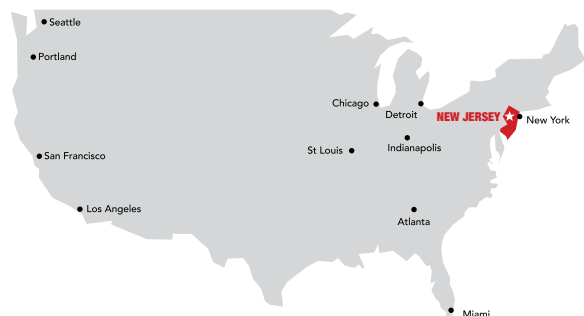 Seattle
Portland
Chicago
Detroit
NEW JERSEY
New York
Indianapolis
St Louis
San Francisco
Los Angeles
Atlanta
Miami